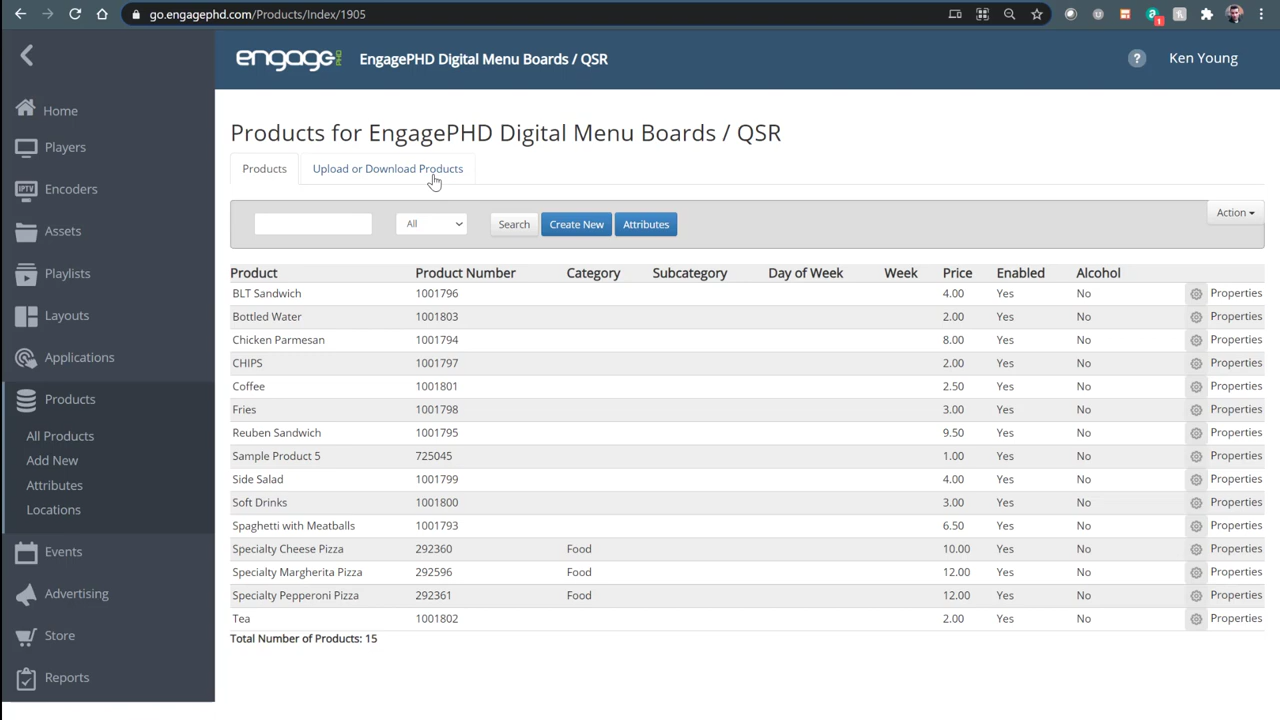 go.engagephd.com/Products/Index/1905
engage PHD EngagePHD Digital Menu Boards / QSR ? Ken Young
Home
Players
IPTV Encoders
Assets
Playlists
Layouts
Applications
Products
All Products
Add New
Attributes
Locations
Events
Advertising
Store
Reports
Products for EngagePHD Digital Menu Boards / QSR
Products Upload or Download Products
All Search Create New Attributes Action
Product Product Number Category Subcategory Day of Week Week Price Enabled Alcohol
BLT Sandwich 1001796 4.00 Yes No Properties
Bottled Water 1001803 2.00 Yes No Properties
Chicken Parmesan 1001794 8.00 Yes No Properties
CHIPS 1001797 2.00 Yes No Properties
Coffee 1001801 2.50 Yes No Properties
Fries 1001798 3.00 Yes No Properties
Reuben Sandwich 1001795 9.50 Yes No Properties
Sample Product 5 725045 1.00 Yes No Properties
Side Salad 1001799 4.00 Yes No Properties
Soft Drinks 1001800 3.00 Yes No Properties
Spaghetti with Meatballs 1001793 6.50 Yes No Properties
Specialty Cheese Pizza 292360 Food 10.00 Yes No Properties
Specialty Margherita Pizza 292596 Food 12.00 Yes No Properties
Specialty Pepperoni Pizza 292361 Food 12.00 Yes No Properties
Tea 1001802 2.00 Yes No Properties
Total Number of Products: 15